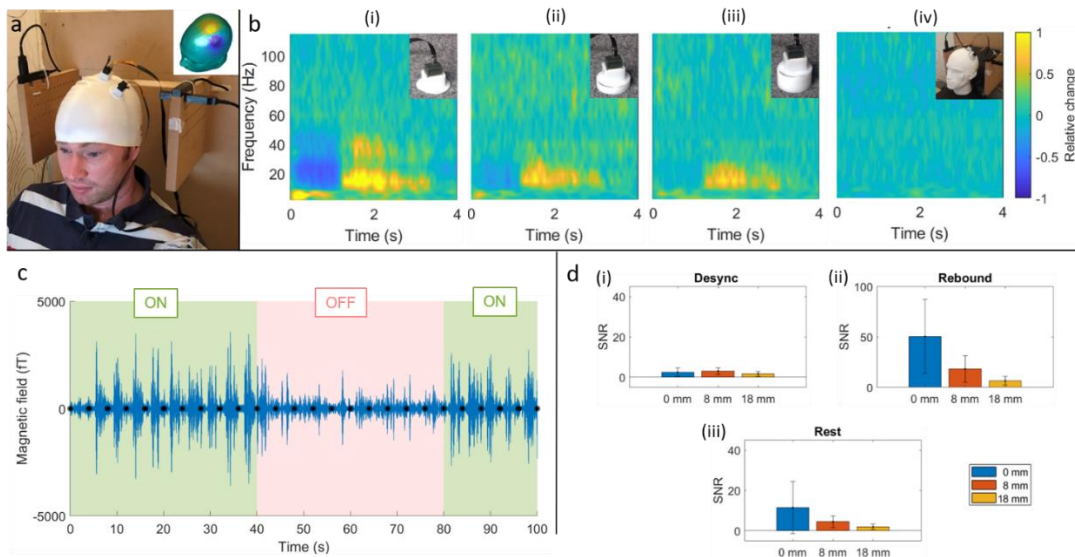 a
b
(i)
(ii)
(iii)
(iv)
Frequency (Hz)
100
80
60
40
20
0 2 4
Time (s)
0 2 4
Time (s)
0 2 4
Time (s)
0 2 4
Time (s)
1
0.5
0
-0.5
-1
Relative change
c
ON
OFF
ON
Magnetic field (fT)
5000
0
-5000
0 10 20 30 40 50 60 70 80 90 100
Time (s)
d
(i)
Desync
SNR
40
20
0
0 mm 8 mm 18 mm
(ii)
Rebound
SNR
100
50
0
0 mm 8 mm 18 mm
(iii)
Rest
SNR
40
20
0
0 mm 8 mm 18 mm
0 mm
8 mm
18 mm